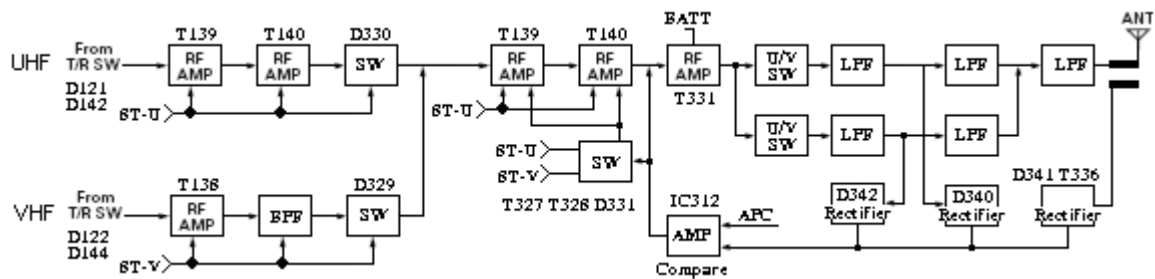 BATT
ANT
T139 T140 D330 T139 T140
UHF From T/R SW RF AMP RF AMP SW RF AMP RF AMP RF AMP U/V SW LPF LPF LPF
D121
D142
T331
ST-U
ST-U
U/V SW LPF LPF
ST-U
ST-V
SW
T138 D329
T327 T328 D331
IC312
D342 Rectifier
D340 Rectifier
D341 T336 Rectifier
VHF From T/R SW RF AMP BPF SW
AMP
APC
D122
D144
ST-V
Compare